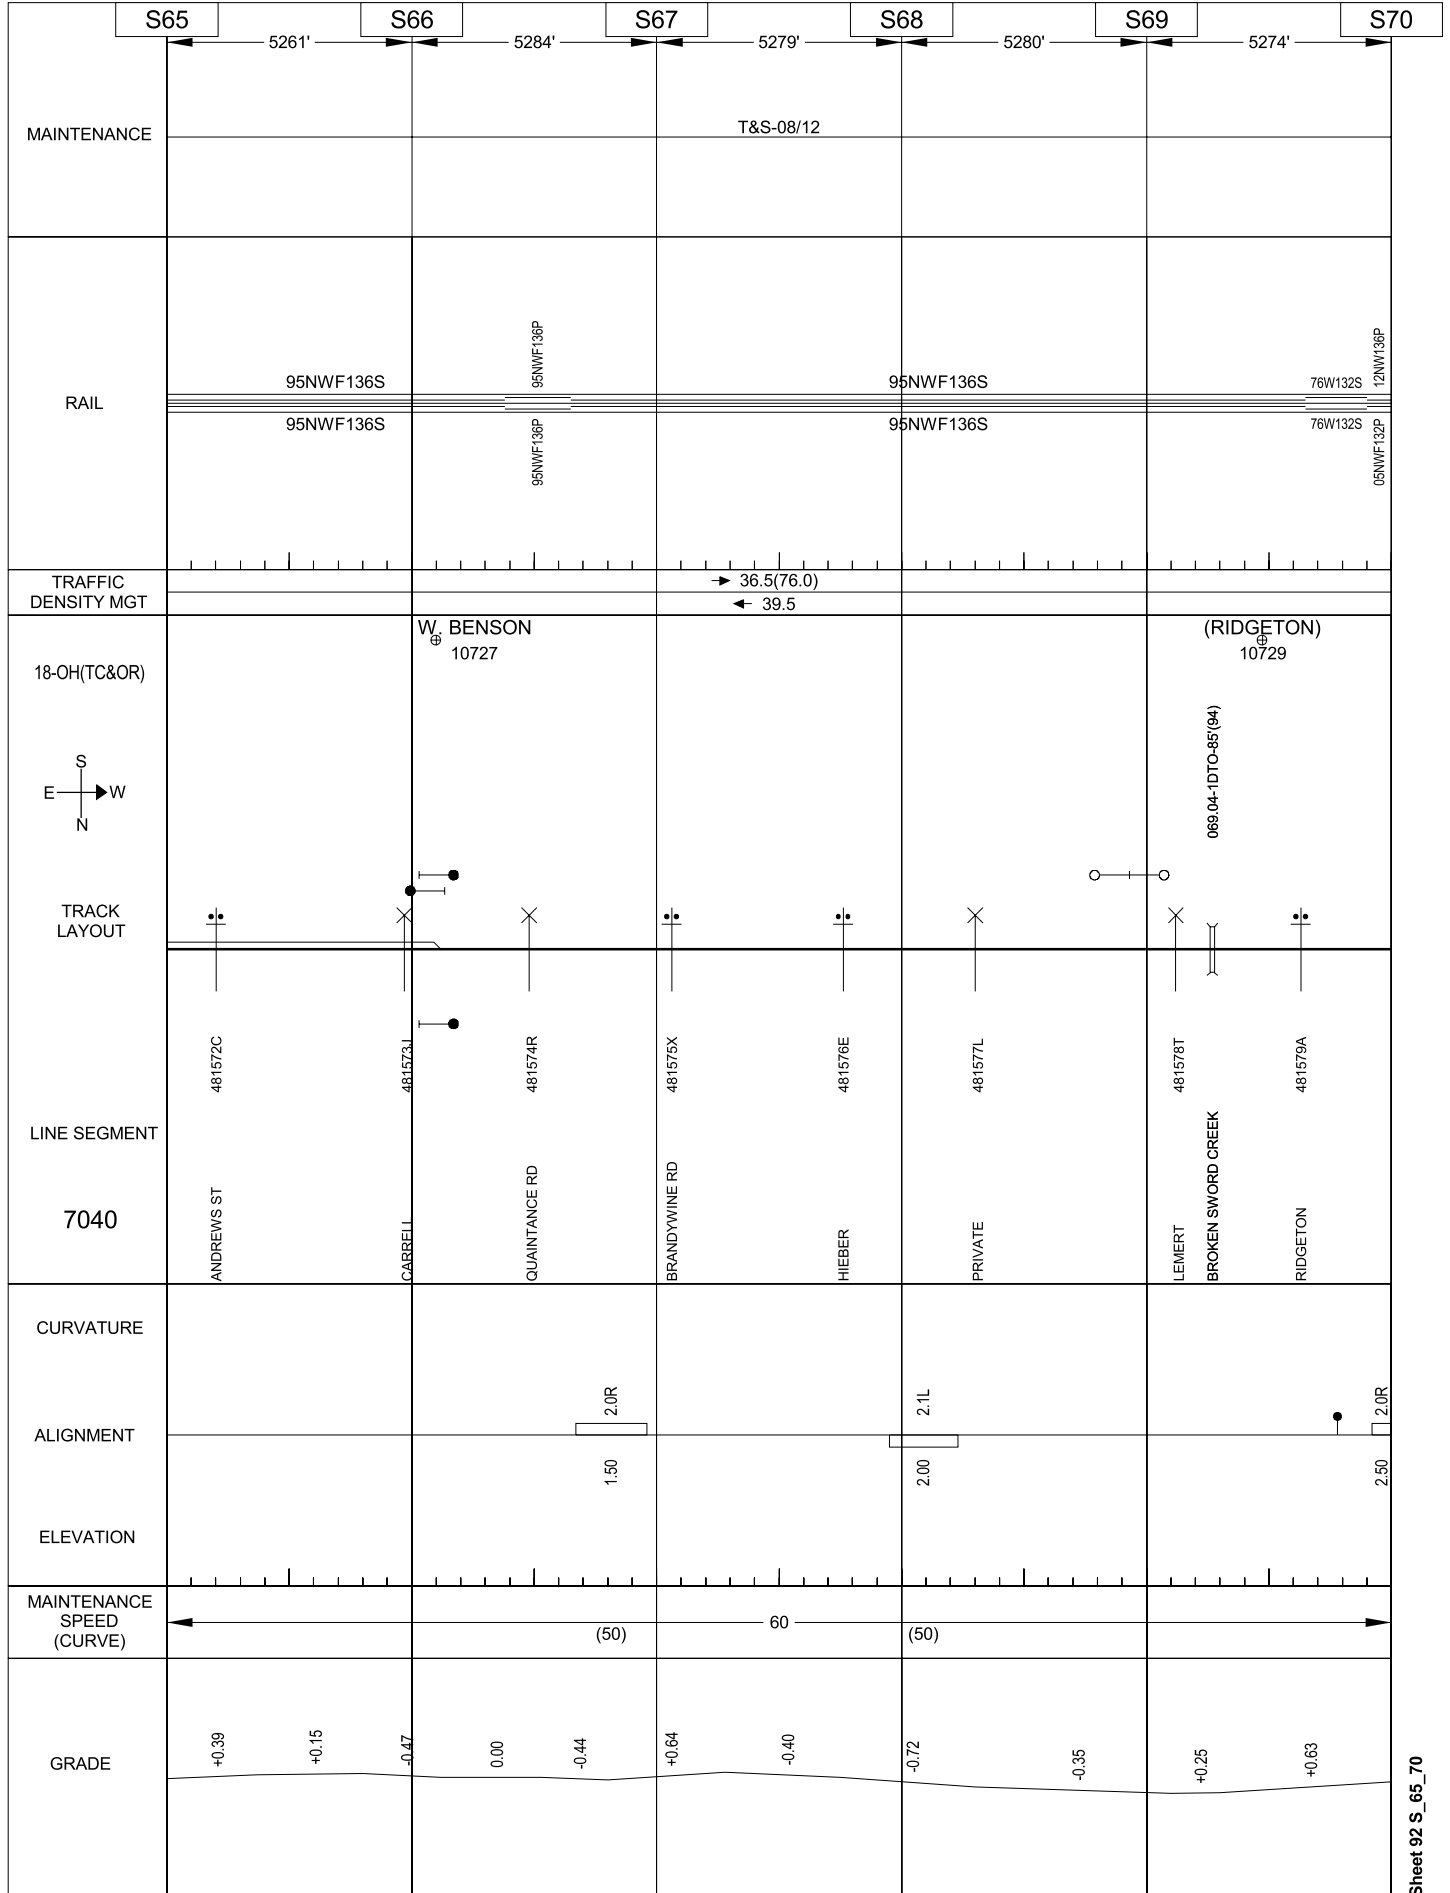 S65 S66 S67 S68 S69 S70
5261' 5284' 5279' 5280' 5274'
MAINTENANCE
T&S-08/12
RAIL
95NWF136S
95NWF136P
95NWF136S
76W132S
12NW136P
95NWF136S
95NWF136P
95NWF136S
76W132S
05NWF132P
TRAFFIC
DENSITY MGT
36.5(76.0)
39.5
W. BENSON
10727
(RIDGETON)
10729
18-OH(TC&OR)
S
E W
N
069.04-1DTO-85'(94)
TRACK
LAYOUT
481572C
481573J
481574R
481575X
481576E
481577L
481578T
481579A
LINE SEGMENT
7040
ANDREWS ST
CARRELL
QUAINTANCE RD
BRANDYWINE RD
HIEBER
PRIVATE
LEMERT
BROKEN SWORD CREEK
RIDGETON
CURVATURE
2.0R
2.1L
2.0R
ALIGNMENT
1.50
2.00
2.50
ELEVATION
MAINTENANCE
SPEED
(CURVE)
60
(50)
(50)
GRADE
+0.39
+0.15
-0.47
0.00
-0.44
+0.64
-0.40
-0.72
-0.35
+0.25
+0.63
Sheet 92 S_65_70